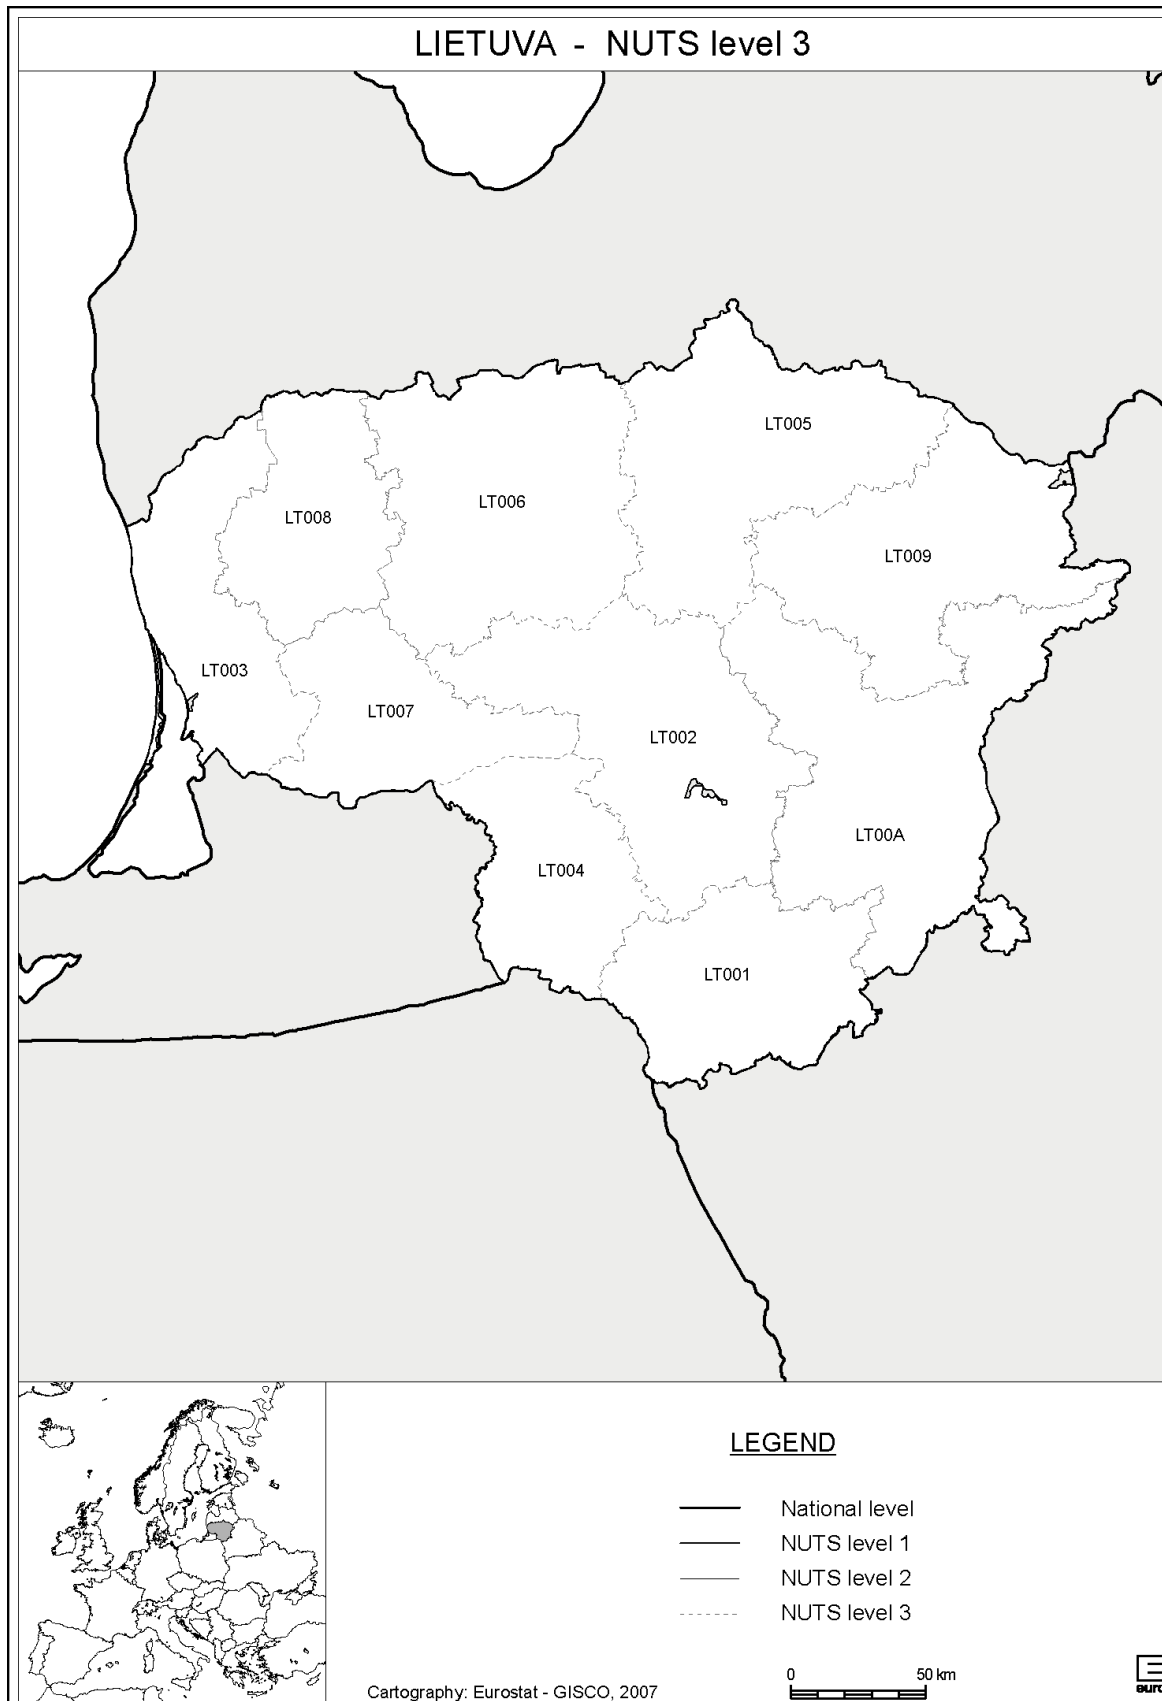 LIETUVA - NUTS level 3
LT005
LT006
LT008
LT009
LT003
LT007
LT002
LT00A
LT004
LT001
LEGEND
National level
NUTS level 1
NUTS level 2
NUTS level 3
0 50 km
Cartography: Eurostat - GISCO, 2007